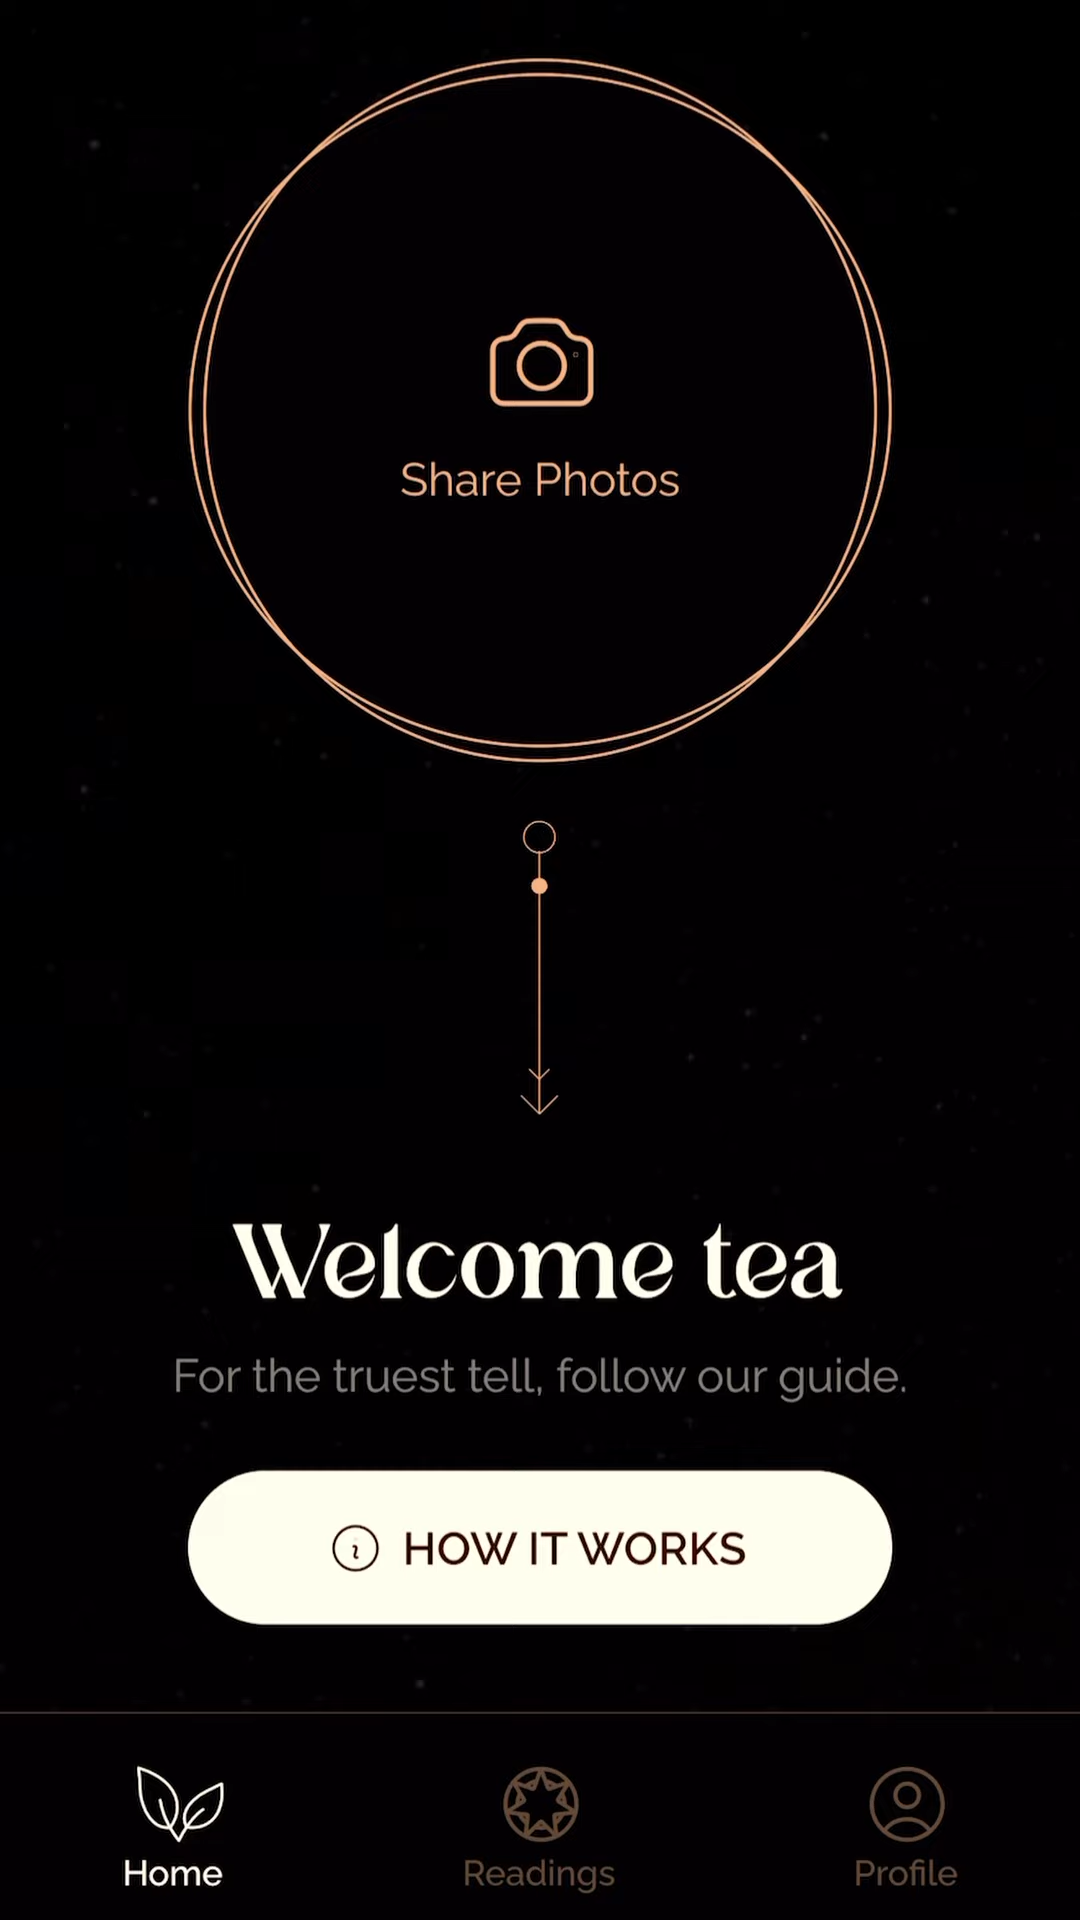 Share Photos
Welcome tea
For the truest tell, follow our guide.
HOW IT WORKS
Home
Readings
Profile